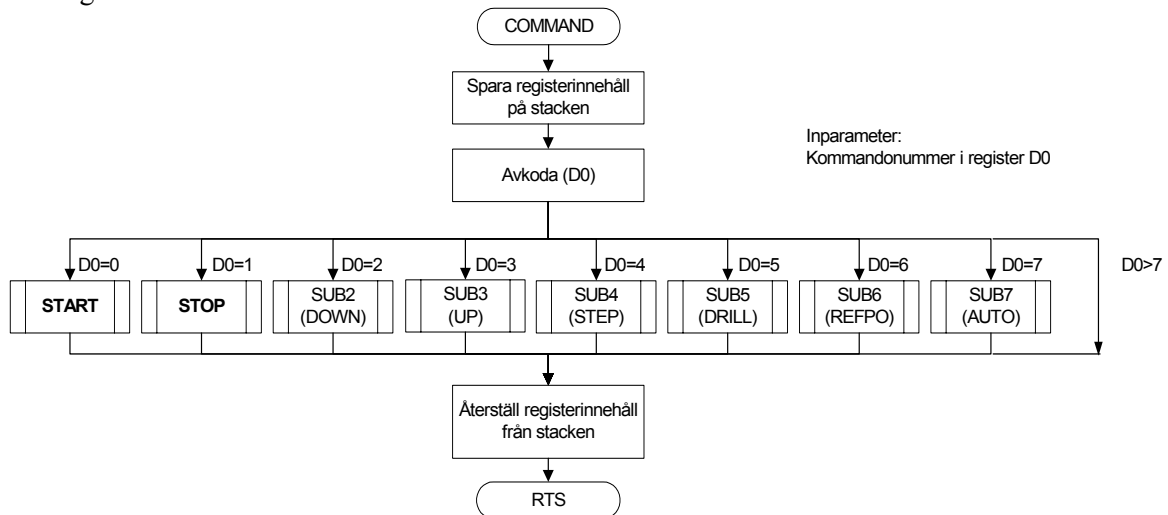 COMMAND
Spara registerinnehåll
på stacken
Inparameter:
Kommandonummer i register D0
Avkoda (D0)
D0=0
D0=1
D0=2
D0=3
D0=4
D0=5
D0=6
D0=7
D0>7
START
STOP
SUB2
(DOWN)
SUB3
(UP)
SUB4
(STEP)
SUB5
(DRILL)
SUB6
(REFPO)
SUB7
(AUTO)
Återställ registerinnehåll
från stacken
RTS